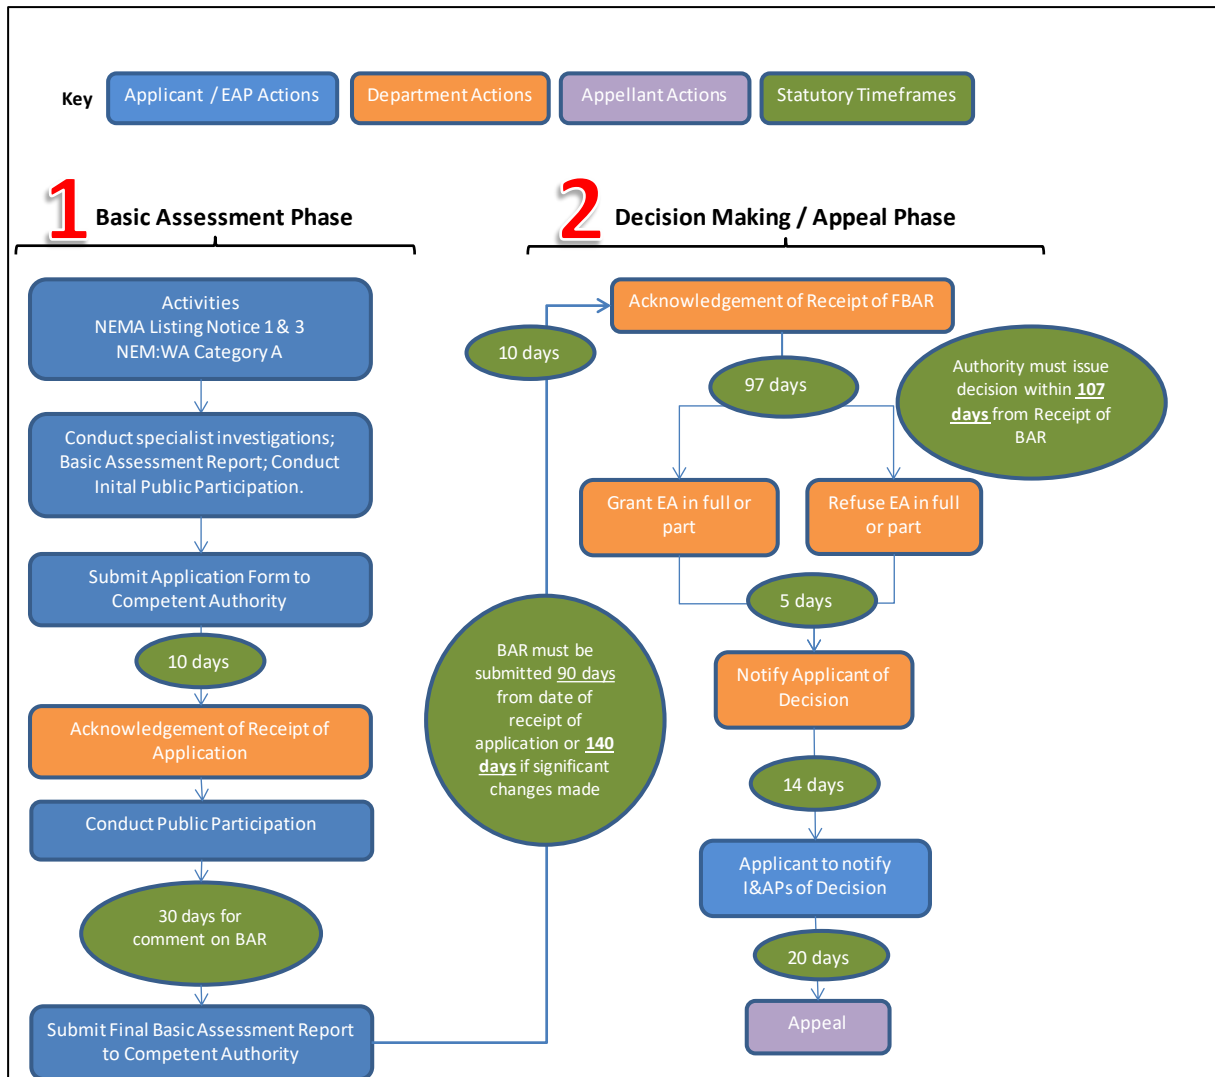 Key
Applicant / EAP Actions
Department Actions
Appellant Actions
Statutory Timeframes
1 Basic Assessment Phase
Activities
NEMA Listing Notice 1 & 3
NEM:WA Category A
Conduct specialist investigations;
Basic Assessment Report; Conduct
Inital Public Participation.
Submit Application Form to
Competent Authority
10 days
Acknowledgement of Receipt of
Application
Conduct Public Participation
30 days for
comment on BAR
Submit Final Basic Assessment Report
to Competent Authority
BAR must be
submitted 90 days
from date of
receipt of
application or 140
days if significant
changes made
10 days
2 Decision Making / Appeal Phase
Acknowledgement of Receipt of FBAR
97 days
Authority must issue
decision within 107
days from Receipt of
BAR
Grant EA in full or
part
Refuse EA in full
or part
5 days
Notify Applicant of
Decision
14 days
Applicant to notify
I&APs of Decision
20 days
Appeal